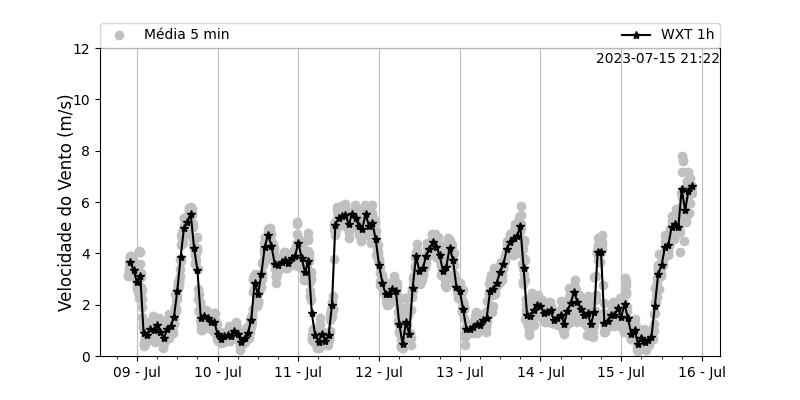 Média 5 min
WXT 1h
2023-07-15 21:22
Velocidade do Vento (m/s)
12
10
8
6
4
2
0
09 - Jul
10 - Jul
11 - Jul
12 - Jul
13 - Jul
14 - Jul
15 - Jul
16 - Jul